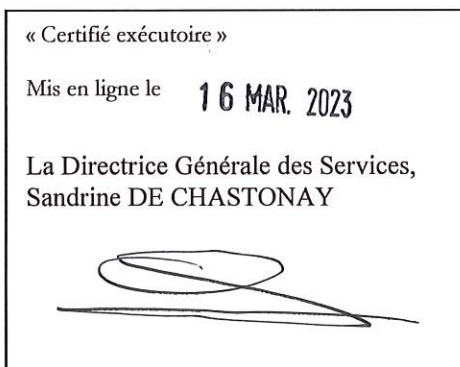 « Certifié exécutoire »
Mis en ligne le 16 MAR. 2023
La Directrice Générale des Services,
Sandrine DE CHASTONAY